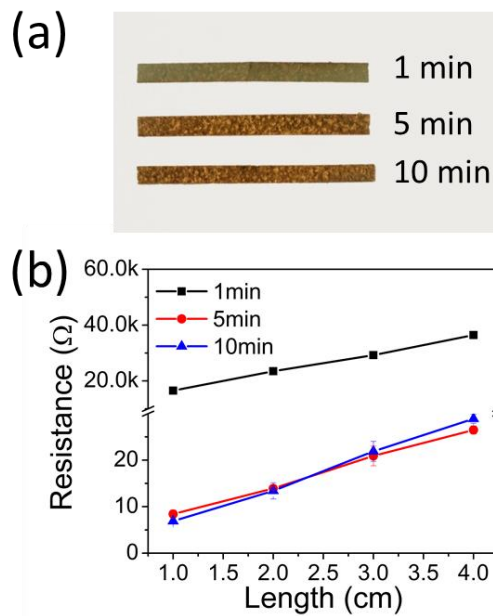 (a)
1 min
5 min
10 min
(b)
60.0k
40.0k
20.0k
20
10
0
Resistance (Ω)
1min
5min
10min
1.0 1.5 2.0 2.5 3.0 3.5 4.0
Length (cm)